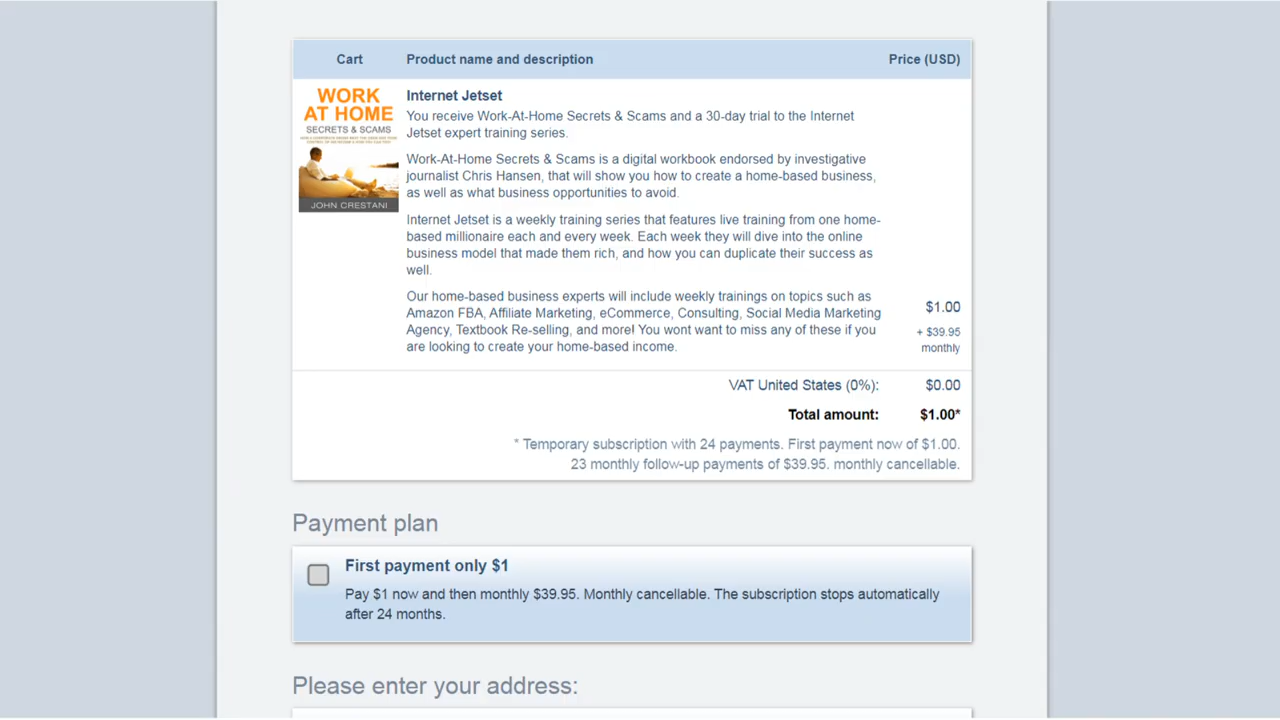 Cart Product name and description Price (USD)
WORK
AT HOME
SECRETS & SCAMS
JOHN CRESTANI
Internet Jetset
You receive Work-At-Home Secrets & Scams and a 30-day trial to the Internet
Jetset expert training series.
Work-At-Home Secrets & Scams is a digital workbook endorsed by investigative
journalist Chris Hansen, that will show you how to create a home-based business,
as well as what business opportunities to avoid.
Internet Jetset is a weekly training series that features live training from one home-
based millionaire each and every week. Each week they will dive into the online
business model that made them rich, and how you can duplicate their success as
well.
Our home-based business experts will include weekly trainings on topics such as
Amazon FBA, Affiliate Marketing, eCommerce, Consulting, Social Media Marketing
Agency, Textbook Re-selling, and more! You wont want to miss any of these if you
are looking to create your home-based income.
$1.00
+ $39.95
monthly
VAT United States (0%): $0.00
Total amount: $1.00*
* Temporary subscription with 24 payments. First payment now of $1.00.
23 monthly follow-up payments of $39.95. monthly cancellable.
Payment plan
First payment only $1
Pay $1 now and then monthly $39.95. Monthly cancellable. The subscription stops automatically
after 24 months.
Please enter your address: